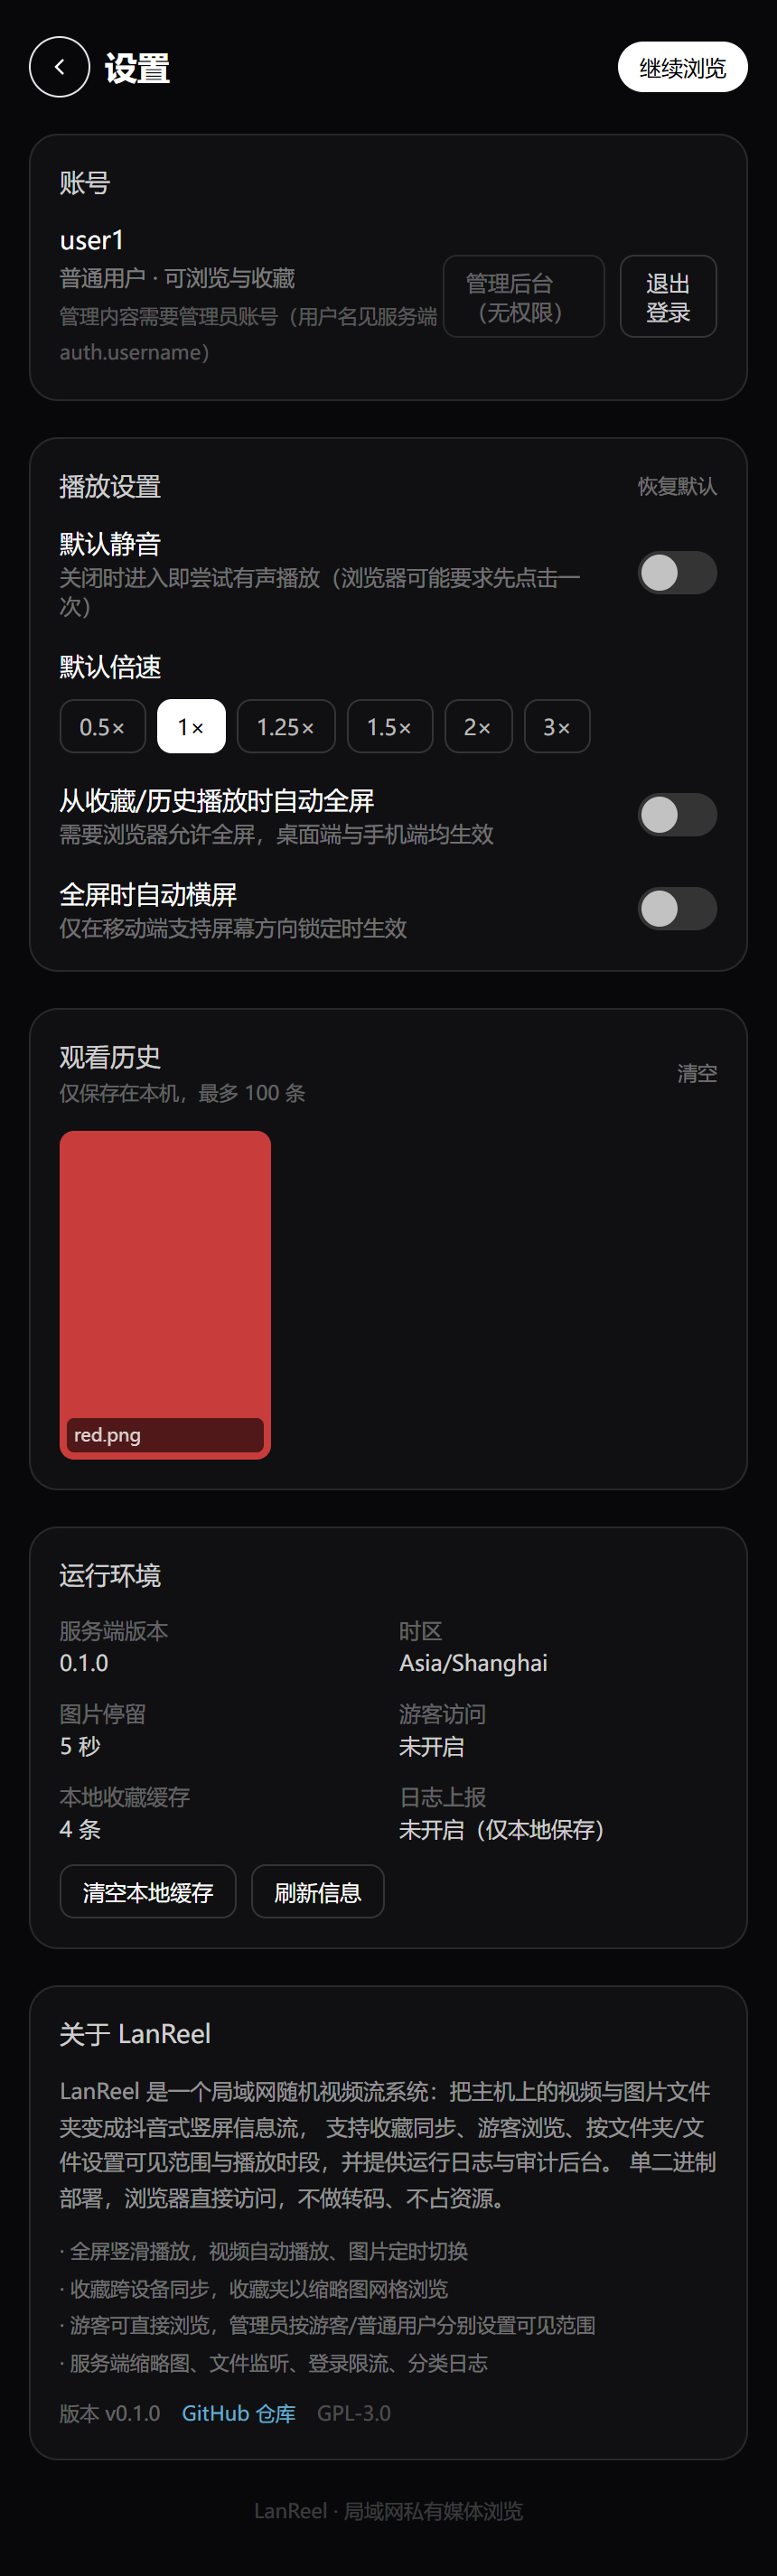 设置
继续浏览
账号
user1
普通用户 · 可浏览与收藏
管理内容需要管理员账号（用户名见服务端
auth.username）
管理后台
（无权限）
退出
登录
播放设置
恢复默认
默认静音
关闭时进入即尝试有声播放（浏览器可能要求先点击一
次）
默认倍速
0.5×
1×
1.25×
1.5×
2×
3×
从收藏/历史播放时自动全屏
需要浏览器允许全屏，桌面端与手机端均生效
全屏时自动横屏
仅在移动端支持屏幕方向锁定时生效
观看历史
仅保存在本机，最多 100 条
清空
red.png
运行环境
服务端版本
0.1.0
时区
Asia/Shanghai
图片停留
5 秒
游客访问
未开启
本地收藏缓存
4 条
日志上报
未开启（仅本地保存）
清空本地缓存
刷新信息
关于 LanReel
LanReel 是一个局域网随机视频流系统：把主机上的视频与图片文件
夹变成抖音式竖屏信息流， 支持收藏同步、游客浏览、按文件夹/文
件设置可见范围与播放时段，并提供运行日志与审计后台。 单二进制
部署，浏览器直接访问，不做转码、不占资源。
· 全屏竖滑播放，视频自动播放、图片定时切换
· 收藏跨设备同步，收藏夹以缩略图网格浏览
· 游客可直接浏览，管理员按游客/普通用户分别设置可见范围
· 服务端缩略图、文件监听、登录限流、分类日志
版本 v0.1.0
GitHub 仓库
GPL-3.0
LanReel · 局域网私有媒体浏览